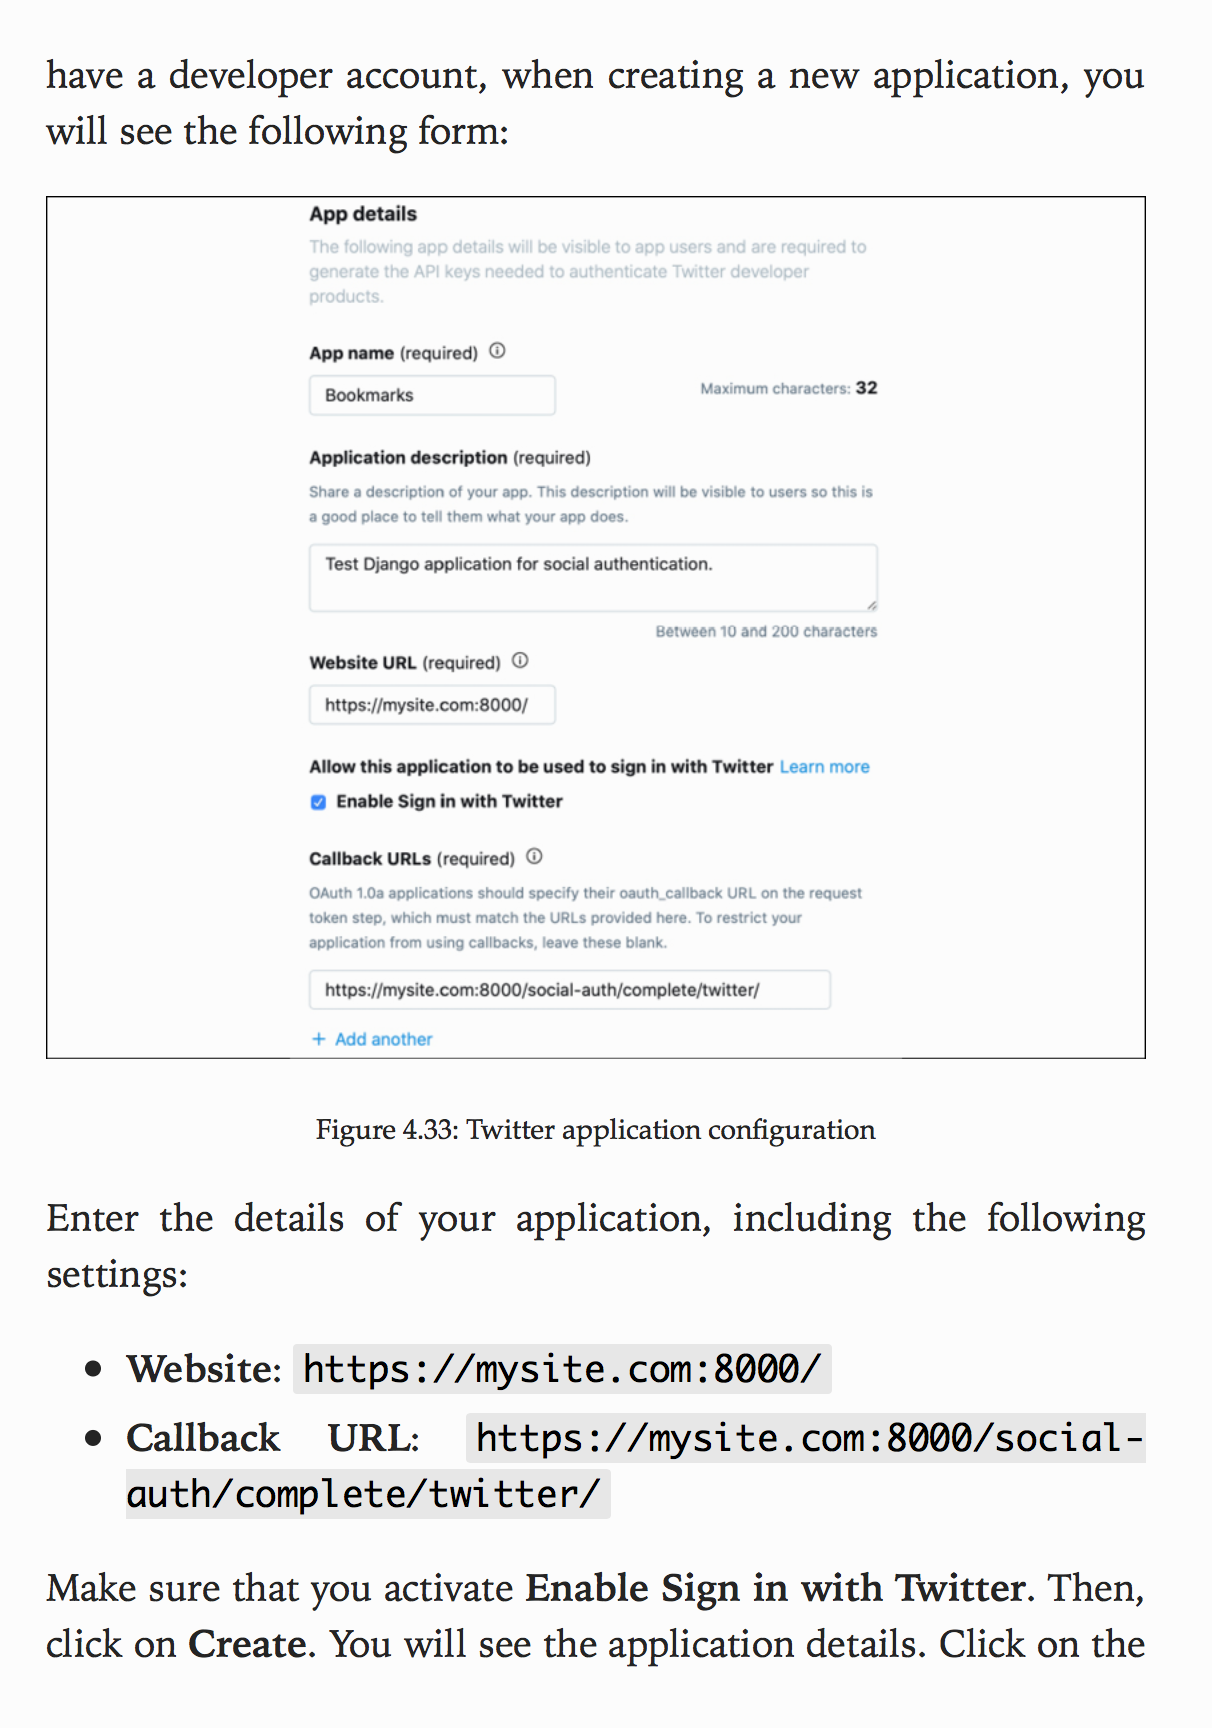 have a developer account, when creating a new application, you
will see the following form:
App details
The following app details will be visible to app users and are required to
generate the API keys needed to authenticate Twitter developer
products.
App name (required)
Bookmarks
Maximum characters: 32
Application description (required)
Share a description of your app. This description will be visible to users so this is
a good place to tell them what your app does.
Test Django application for social authentication.
Between 10 and 200 characters
Website URL (required)
https://mysite.com:8000/
Allow this application to be used to sign in with Twitter Learn more
Enable Sign in with Twitter
Callback URLs (required)
OAuth 1.0a applications should specify their oauth_callback URL on the request
token step, which must match the URLs provided here. To restrict your
application from using callbacks, leave these blank.
https://mysite.com:8000/social-auth/complete/twitter/
+ Add another
Figure 4.33: Twitter application configuration
Enter the details of your application, including the following
settings:
• Website: https://mysite.com:8000/
• Callback URL: https://mysite.com:8000/social-
auth/complete/twitter/
Make sure that you activate Enable Sign in with Twitter. Then,
click on Create. You will see the application details. Click on the